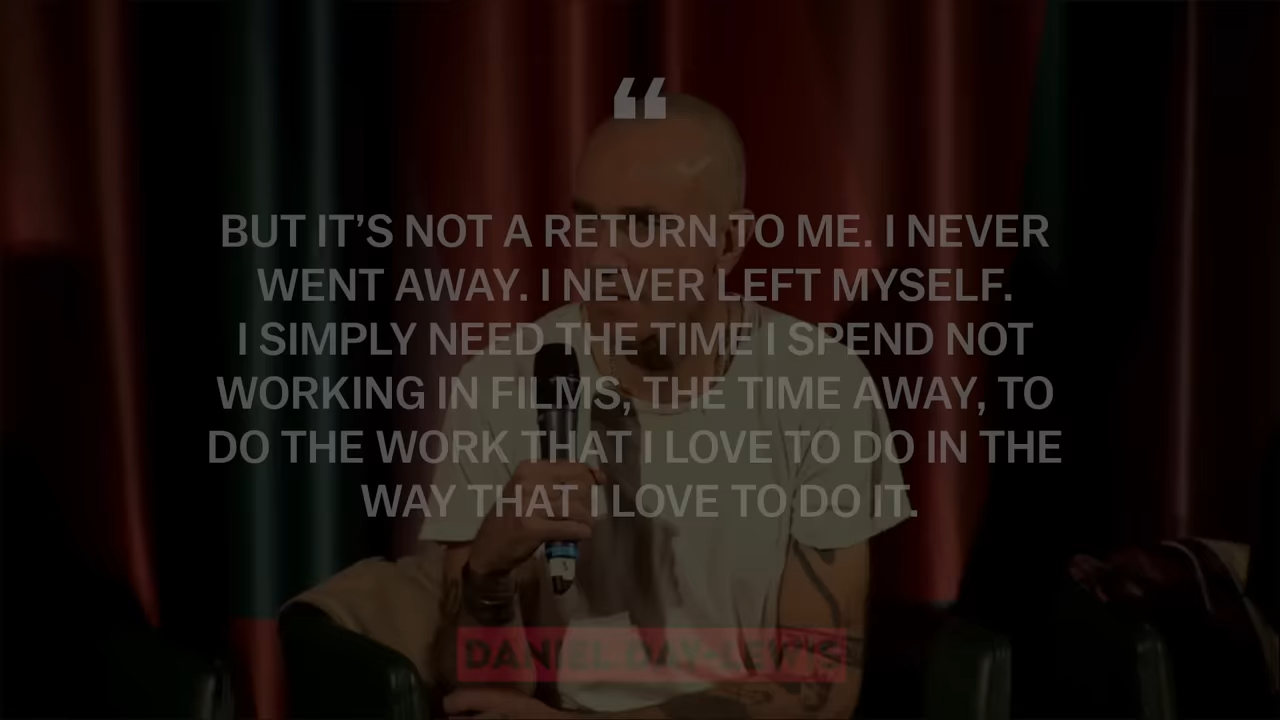 “
BUT IT’S NOT A RETURN TO ME. I NEVER
WENT AWAY. I NEVER LEFT MYSELF.
I SIMPLY NEED THE TIME I SPEND NOT
WORKING IN FILMS, THE TIME AWAY, TO
DO THE WORK THAT I LOVE TO DO IN THE
WAY THAT I LOVE TO DO IT.
DANIEL DAY-LEWIS